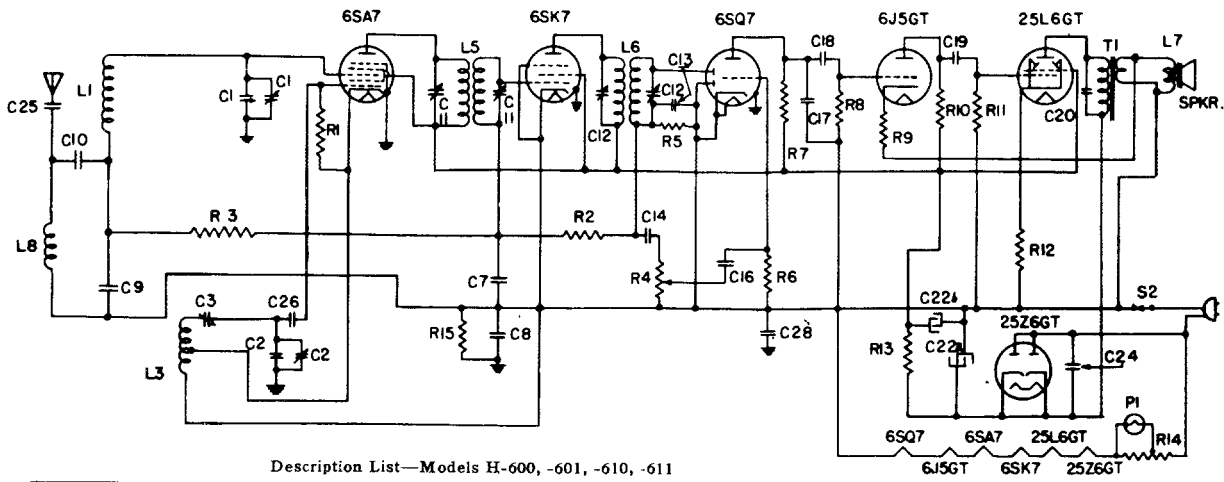 6SA7
6SK7
6SQ7
6J5GT
25L6GT
L5
L6
C13
C18
C19
T1
L7
C25
L1
C1
C1
R1
C11
C11
C12
C12
R5
R7
C17
R8
R9
R10
R11
C20
SPKR.
C10
L8
R3
R2
C14
C9
C7
R4
C16
R6
R12
C3
C26
C2
C2
L3
R15
C8
C28
R13
C22
C22
25Z6GT
S2
C24
P1
R14
6SQ7
6SA7
25L6GT
6J5GT
6SK7
25Z6GT
Description List—Models H-600, -601, -610, -611